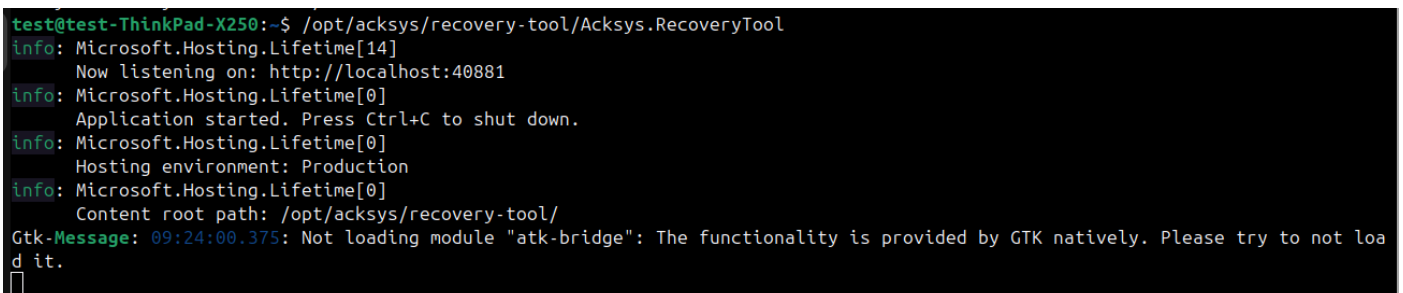 test@test-ThinkPad-X250:~$ /opt/acksys/recovery-tool/Acksys.RecoveryTool
info: Microsoft.Hosting.Lifetime[14]
      Now listening on: http://localhost:40881
info: Microsoft.Hosting.Lifetime[0]
      Application started. Press Ctrl+C to shut down.
info: Microsoft.Hosting.Lifetime[0]
      Hosting environment: Production
info: Microsoft.Hosting.Lifetime[0]
      Content root path: /opt/acksys/recovery-tool/
Gtk-Message: 09:24:00.375: Not loading module "atk-bridge": The functionality is provided by GTK natively. Please try to not loa
d it.